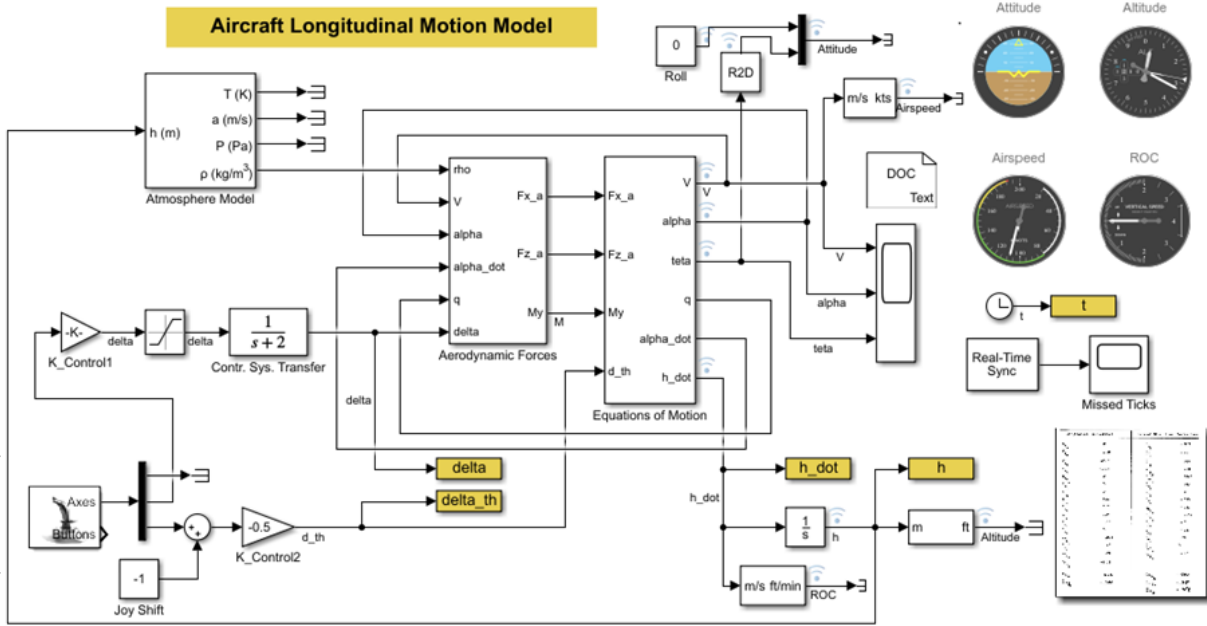 Aircraft Longitudinal Motion Model
0
Roll
R2D
Attitude
m/s kts
Airspeed
Attitude
Altitude
Airspeed
ROC
h (m)
T (K)
a (m/s)
P (Pa)
ρ (kg/m³)
Atmosphere Model
rho
V
alpha
alpha_dot
q
delta
Fx_a
Fz_a
My
M
Aerodynamic Forces
Fx_a
Fz_a
My
d_th
V
alpha
teta
q
alpha_dot
h_dot
V
Equations of Motion
DOC
Text
V
alpha
teta
t
t
Real-Time
Sync
Missed Ticks
-K-
K_Control1
delta
delta
1
s + 2
Contr. Sys. Transfer
delta
delta
delta_th
Axes
Buttons
+
+
-1
Joy Shift
-0.5
K_Control2
d_th
h_dot
h_dot
h
1
s
h
m ft
Altitude
m/s ft/min
ROC